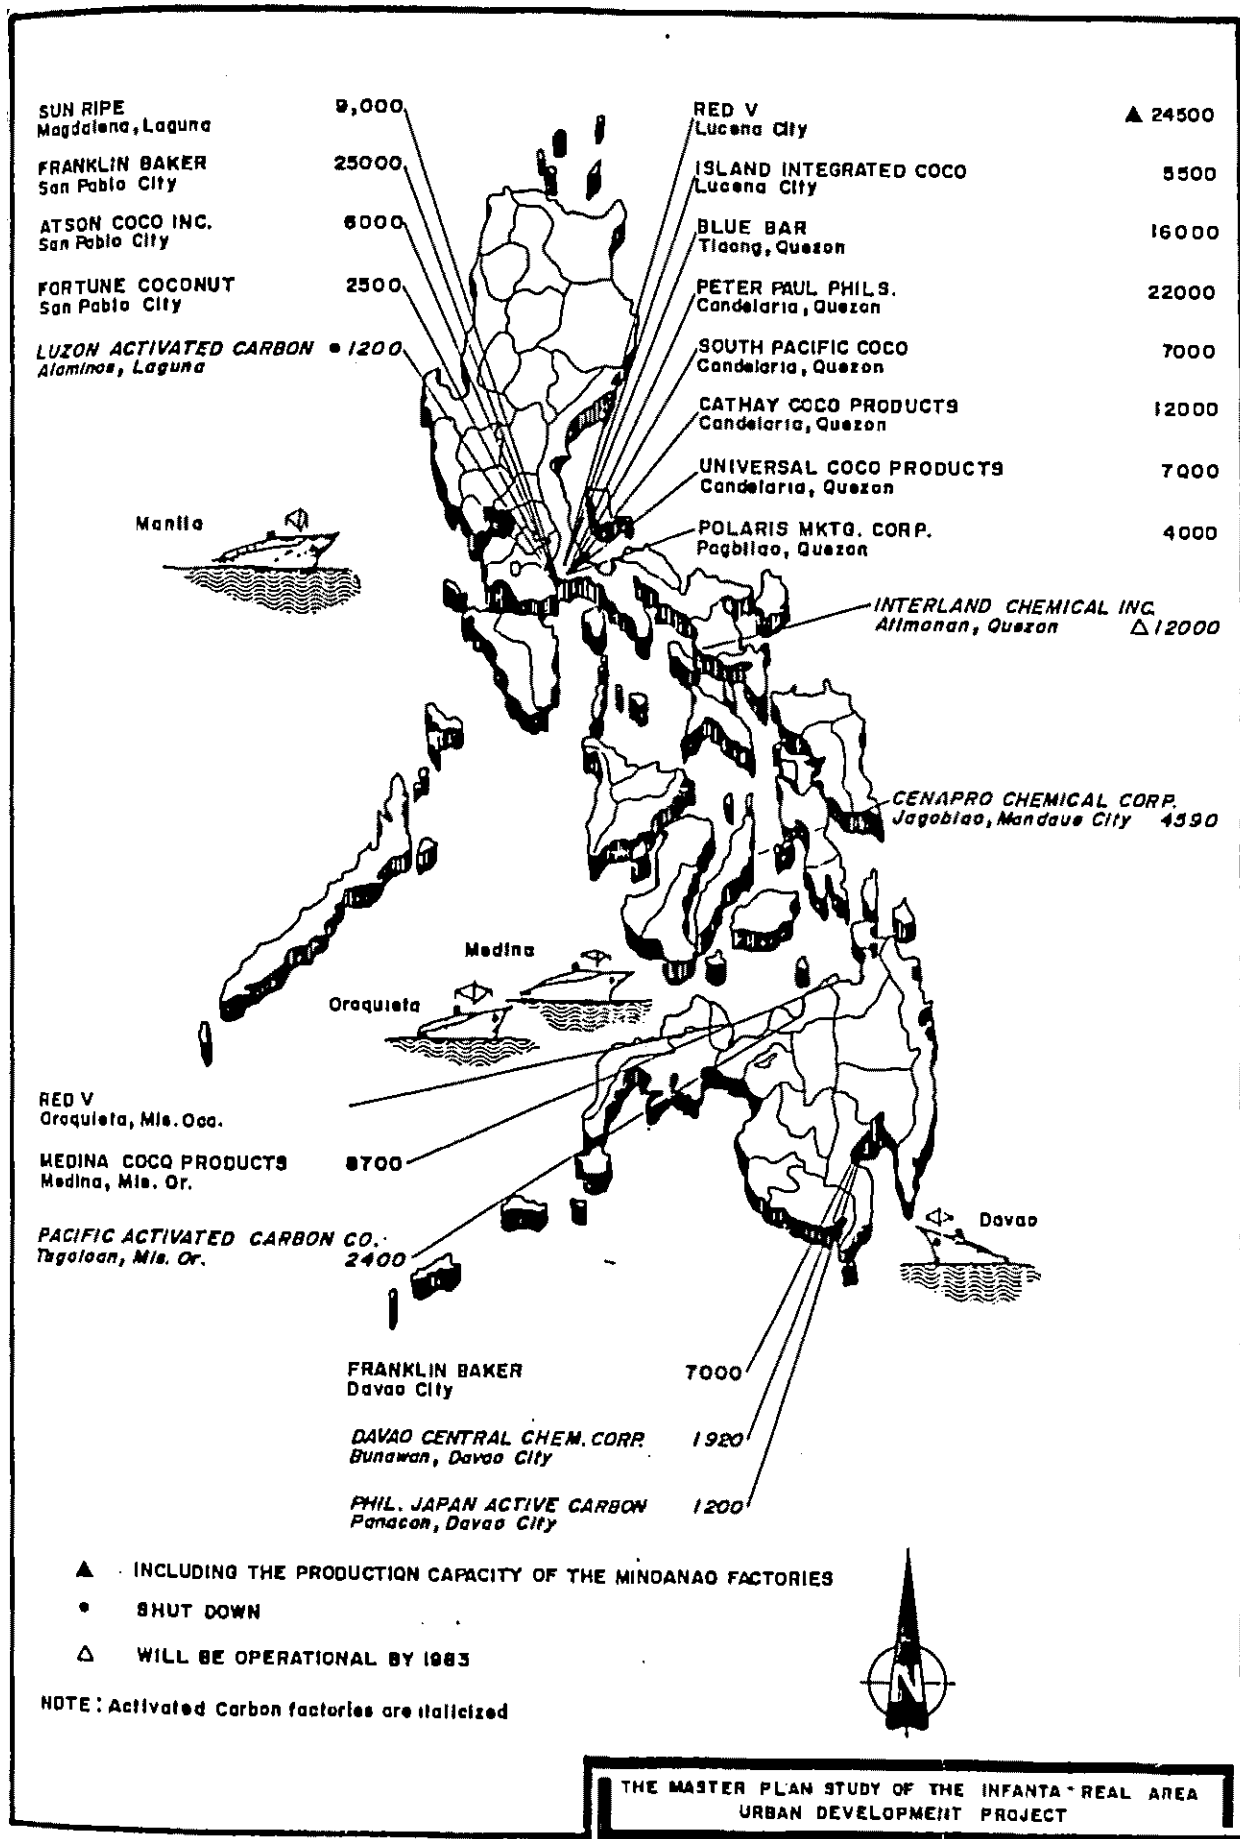 SUN RIPE 9,000
Magdalena, Laguna
FRANKLIN BAKER 25000
San Pablo City
ATSON COCO INC. 6000
San Pablo City
FORTUNE COCONUT 2500
San Pablo City
LUZON ACTIVATED CARBON • 1200
Alaminos, Laguna
RED V ▲ 24500
Lucena City
ISLAND INTEGRATED COCO 5500
Lucena City
BLUE BAR 16000
Tiaong, Quezon
PETER PAUL PHILS. 22000
Candelaria, Quezon
SOUTH PACIFIC COCO 7000
Candelaria, Quezon
CATHAY COCO PRODUCTS 12000
Candelaria, Quezon
UNIVERSAL COCO PRODUCTS 7000
Candelaria, Quezon
POLARIS MKTG. CORP. 4000
Pagbilao, Quezon
Manila
INTERLAND CHEMICAL INC.
Atimonan, Quezon △ 12000
CENAPRO CHEMICAL CORP.
Jagobiao, Mandaue City 4590
Medina
Oroquieta
RED V
Oroquieta, Mis. Occ.
MEDINA COCO PRODUCTS 8700
Medina, Mis. Or.
PACIFIC ACTIVATED CARBON CO.
Tagoloan, Mis. Or. 2400
Davao
FRANKLIN BAKER 7000
Davao City
DAVAO CENTRAL CHEM. CORP. 1920
Bunawan, Davao City
PHIL. JAPAN ACTIVE CARBON 1200
Panacan, Davao City
▲ INCLUDING THE PRODUCTION CAPACITY OF THE MINDANAO FACTORIES
• SHUT DOWN
△ WILL BE OPERATIONAL BY 1983
NOTE: Activated Carbon factories are italicized
N
THE MASTER PLAN STUDY OF THE INFANTA-REAL AREA
URBAN DEVELOPMENT PROJECT